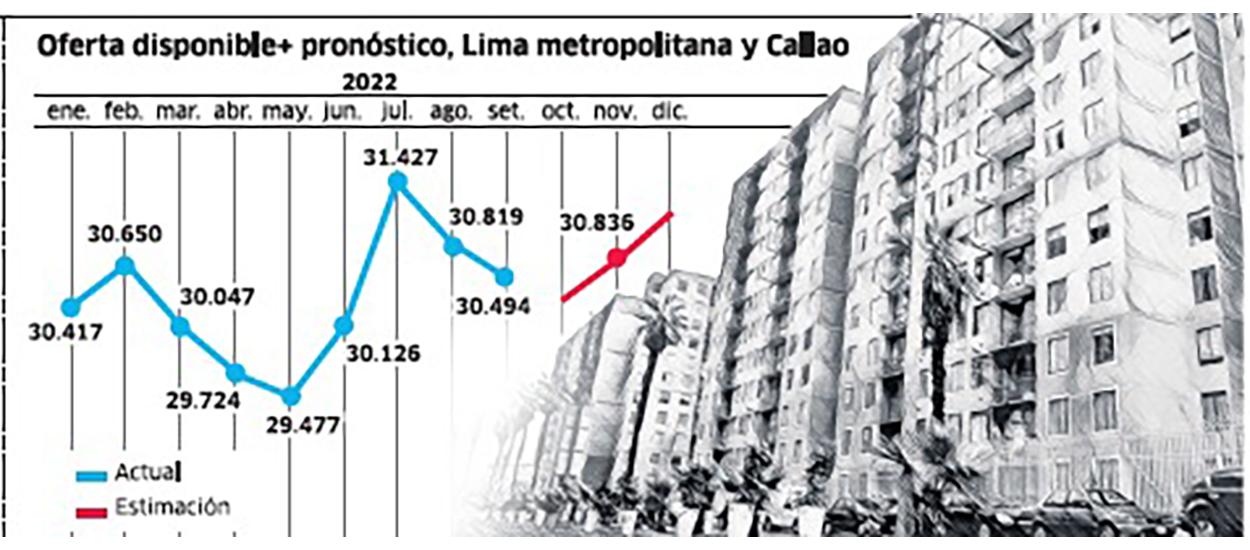 Oferta disponible+ pronóstico, Lima metropolitana y Callao
2022
ene. feb. mar. abr. may. jun. jul. ago. set. oct. nov. dic.
31.427
30.819
30.836
30.650
30.047
30.494
30.417
30.126
29.724
29.477
Actual
Estimación